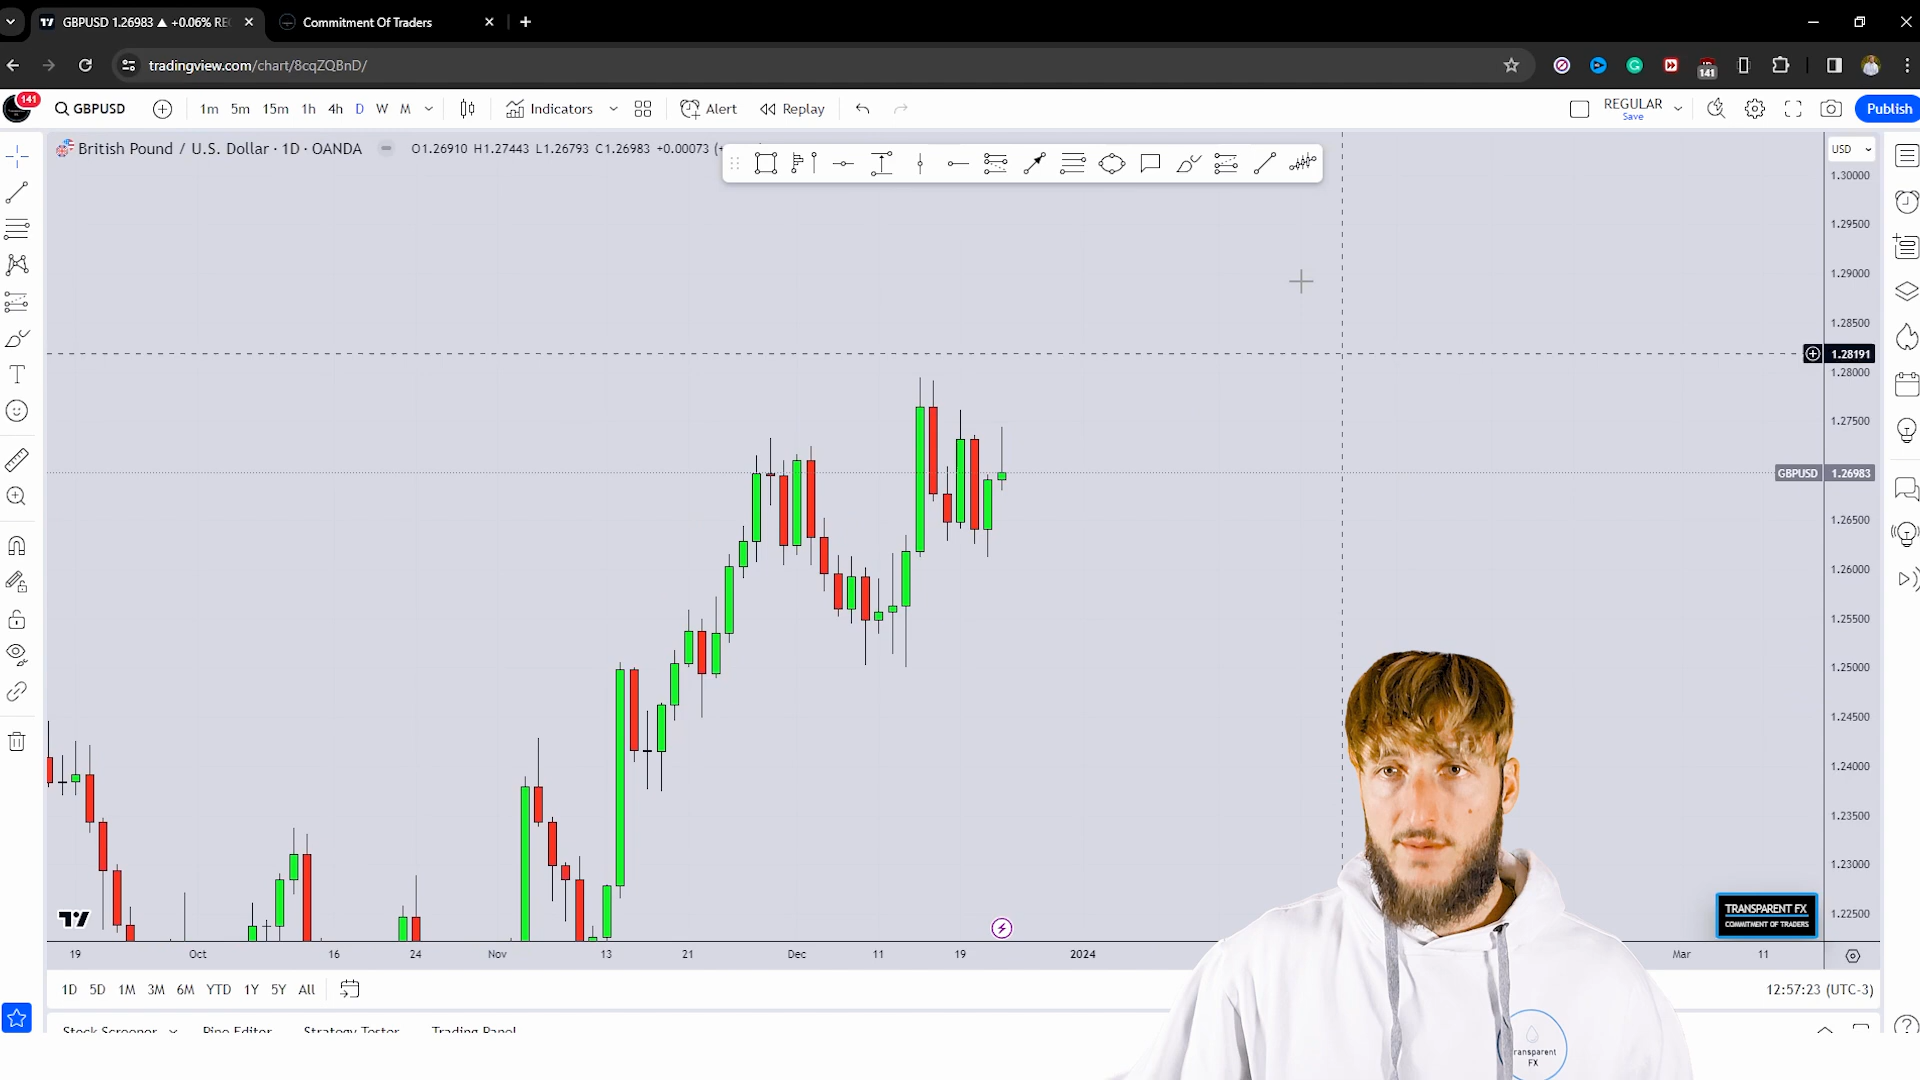 GBPUSD 1.26983 ▲ +0.06% RE
Commitment Of Traders
tradingview.com/chart/8cqZQBnD/
141
141
GBPUSD
1m 5m 15m 1h 4h D W M
Indicators
Alert
Replay
REGULAR
Save
Publish
British Pound / U.S. Dollar · 1D · OANDA
O1.26910 H1.27443 L1.26793 C1.26983 +0.00073
USD
1.30000
1.29500
1.29000
1.28500
1.28191
1.28000
1.27500
GBPUSD 1.26983
1.26500
1.26000
1.25500
1.25000
1.24500
1.24000
1.23500
1.23000
1.22500
TRANSPARENT FX
COMMITMENT OF TRADERS
19 Oct 16 24 Nov 13 21 Dec 11 19 2024 Mar 11
1D 5D 1M 3M 6M YTD 1Y 5Y All
12:57:23 (UTC-3)
Stock Screener Pine Editor Strategy Tester Trading Panel
ransparent
FX